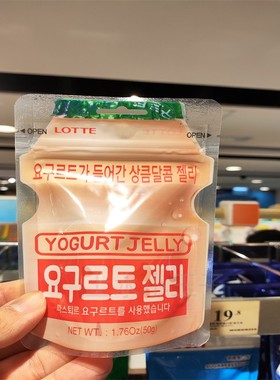 OPEN LOTTE OPEN
요구르트가 들어간 상큼달콤 젤리
YOGURT JELLY
요구르트 젤리
판스퇴르 요구르트를 사용했습니다
NET WT. : 1.76Oz(50g)
19.